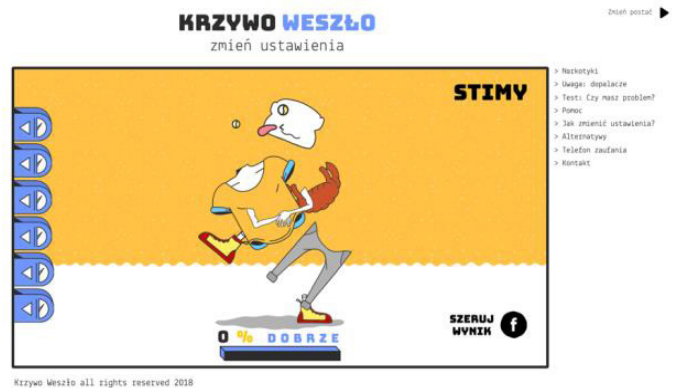 KRZYWO WESZŁO
zmień ustawienia
Zmień postać
STIMY
> Narkotyki
> Uwaga: dopalacze
> Test: Czy masz problem?
> Pomoc
> Jak zmienić ustawienia?
> Alternatywy
> Telefon zaufania
> Kontakt
SZERUJ
WYNIK
f
0 % DOBRZE
Krzywo Weszło all rights reserved 2018